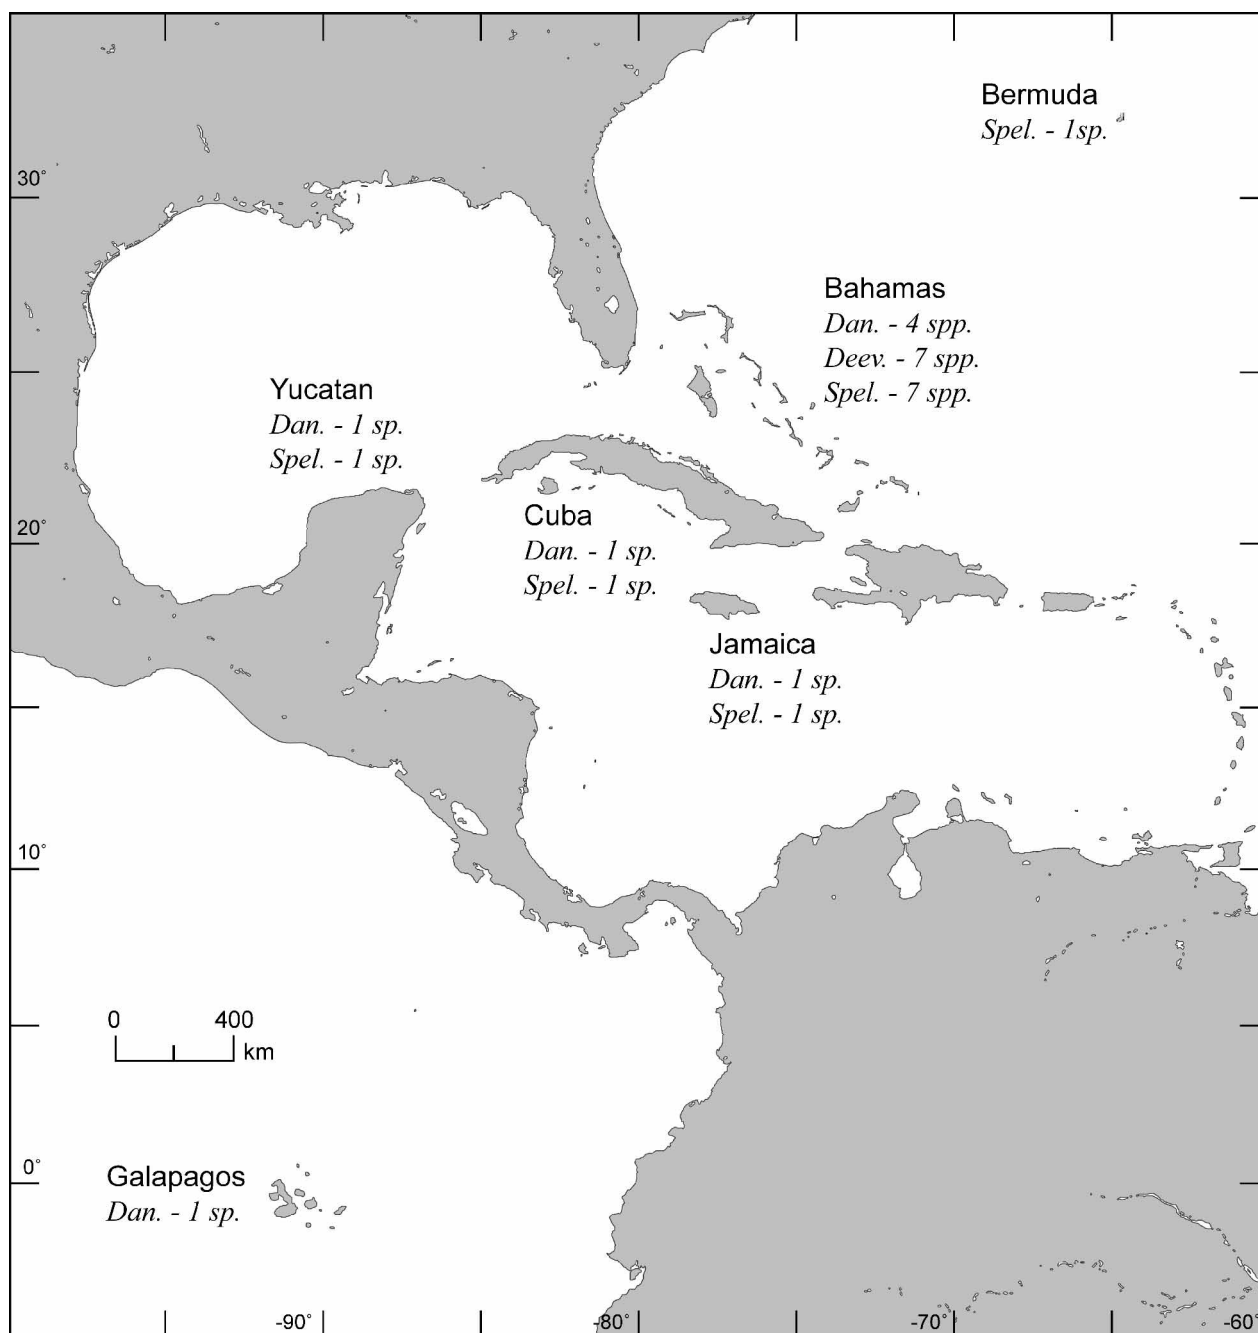 Bermuda
Spel. - 1sp.
30°
Bahamas
Dan. - 4 spp.
Deev. - 7 spp.
Spel. - 7 spp.
Yucatan
Dan. - 1 sp.
Spel. - 1 sp.
20°
Cuba
Dan. - 1 sp.
Spel. - 1 sp.
Jamaica
Dan. - 1 sp.
Spel. - 1 sp.
10°
0 400
km
0°
Galapagos
Dan. - 1 sp.
-90° -80° -70° -60°